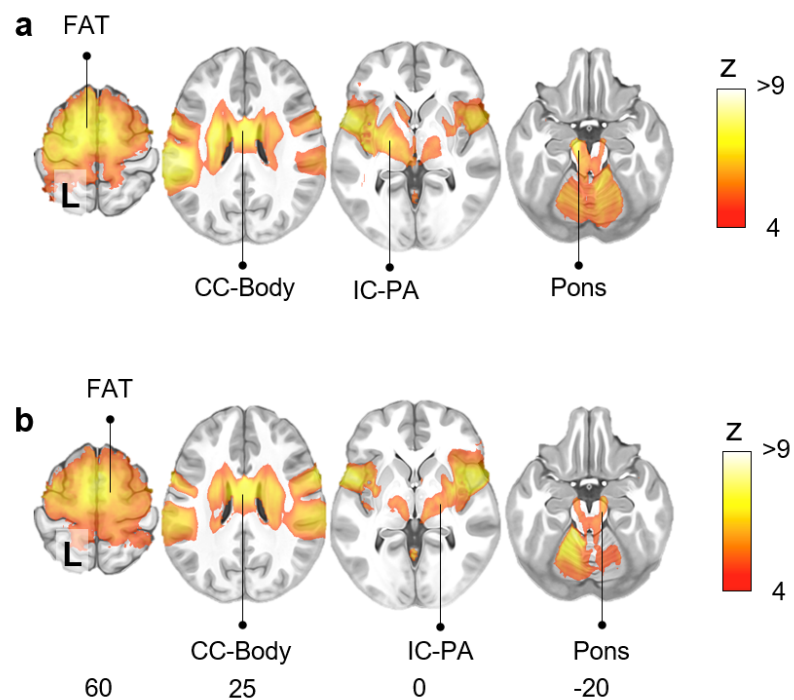 a
FAT
L
CC-Body
IC-PA
Pons
Z
>9
4
b
FAT
L
CC-Body
IC-PA
Pons
Z
>9
4
60
25
0
-20